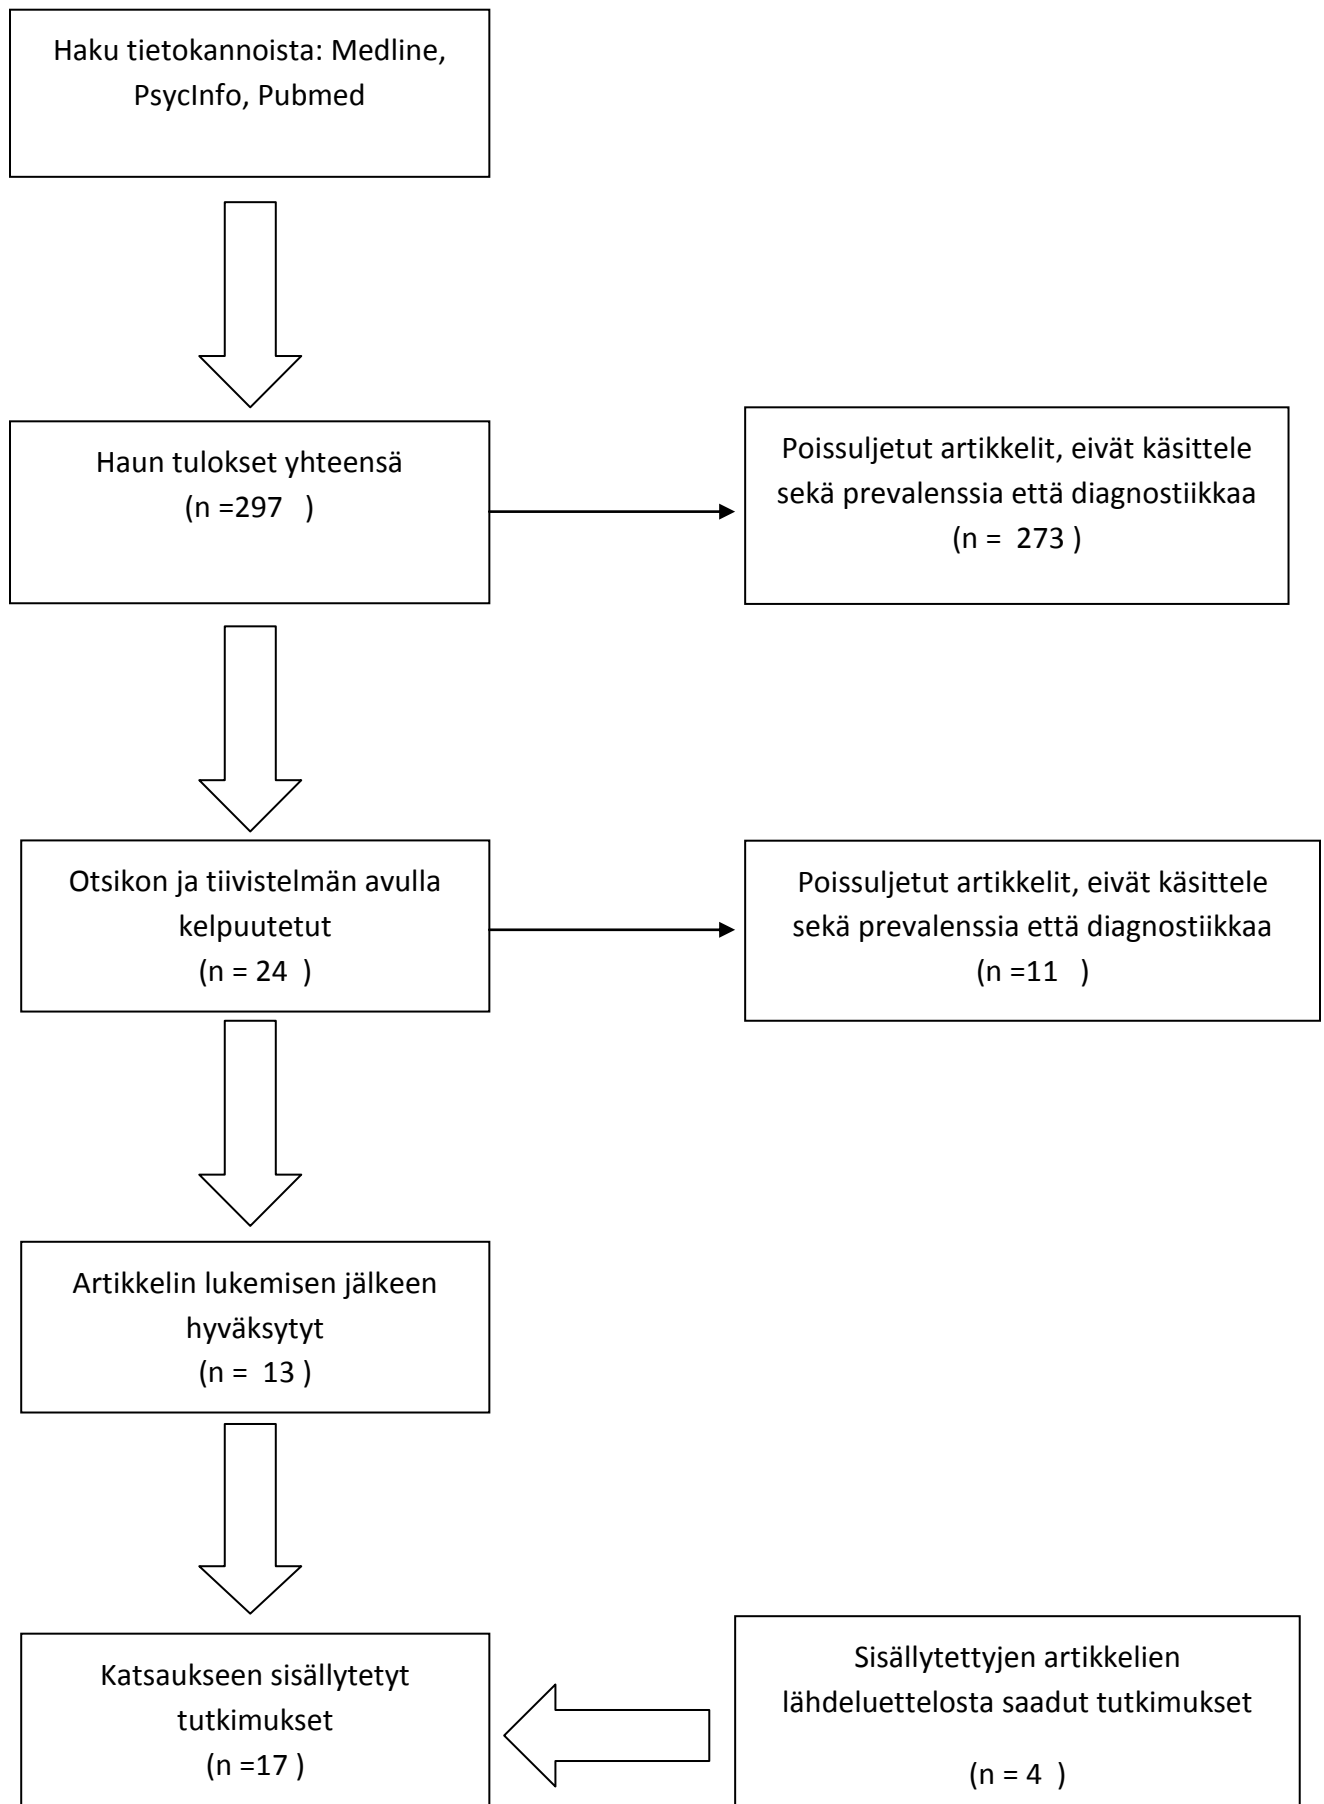 Haku tietokannoista: Medline,
PsycInfo, Pubmed
Haun tulokset yhteensä
(n =297   )
Poissuljetut artikkelit, eivät käsittele
sekä prevalenssia että diagnostiikkaa
(n =  273 )
Otsikon ja tiivistelmän avulla
kelpuutetut
(n = 24  )
Poissuljetut artikkelit, eivät käsittele
sekä prevalenssia että diagnostiikkaa
(n =11   )
Artikkelin lukemisen jälkeen
hyväksytyt
(n =  13 )
Katsaukseen sisällytetyt
tutkimukset
(n =17 )
Sisällytettyjen artikkelien
lähdeluettelosta saadut tutkimukset
(n = 4  )